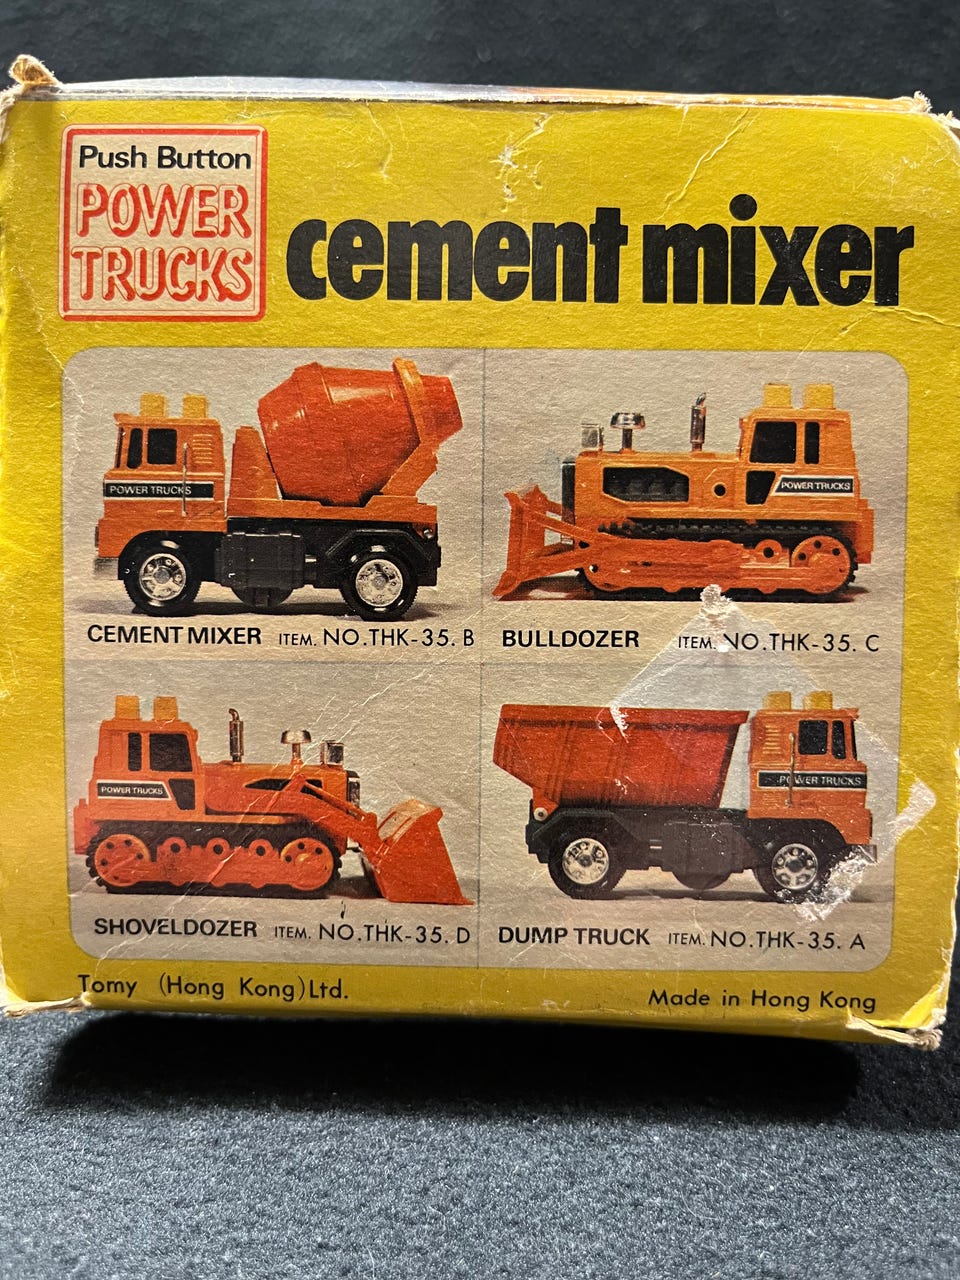 Push Button
POWER
TRUCKS
cement mixer
POWER TRUCKS
POWER TRUCKS
CEMENT MIXER ITEM. NO.THK-35. B
BULLDOZER ITEM. NO.THK-35. C
POWER TRUCKS
POWER TRUCKS
SHOVELDOZER ITEM. NO.THK-35. D
DUMP TRUCK ITEM. NO.THK-35. A
Tomy (Hong Kong)Ltd.
Made in Hong Kong